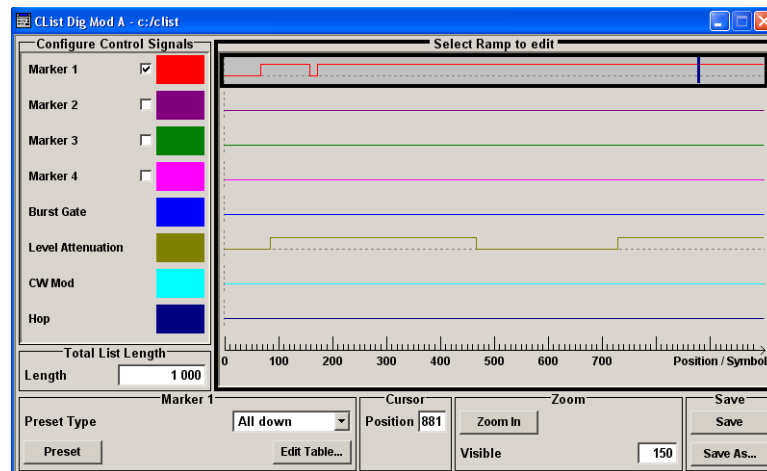 CList Dig Mod A - c:/clist
Configure Control Signals
Marker 1
Marker 2
Marker 3
Marker 4
Burst Gate
Level Attenuation
CW Mod
Hop
Total List Length
Length 1 000
Select Ramp to edit
0 100 200 300 400 500 600 700 Position / Symbol
Marker 1
Preset Type All down
Preset Edit Table...
Cursor
Position 881
Zoom
Zoom In
Visible 150
Save
Save
Save As...